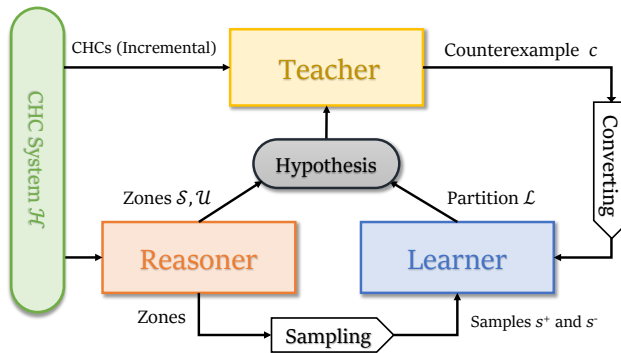 CHCs (Incremental)
Teacher
Counterexample c
CHC System ℋ
Hypothesis
Converting
Zones 𝒮, 𝒰
Partition ℒ
Reasoner
Learner
Zones
Sampling
Samples s⁺ and s⁻